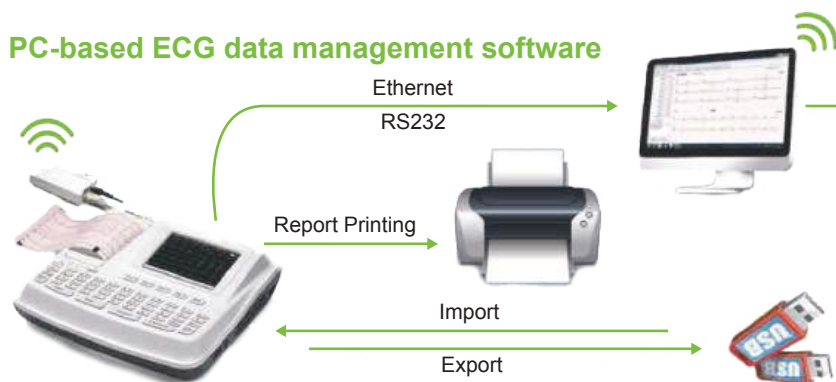 PC-based ECG data management software
Ethernet
RS232
Report Printing
Import
Export
USB
USB